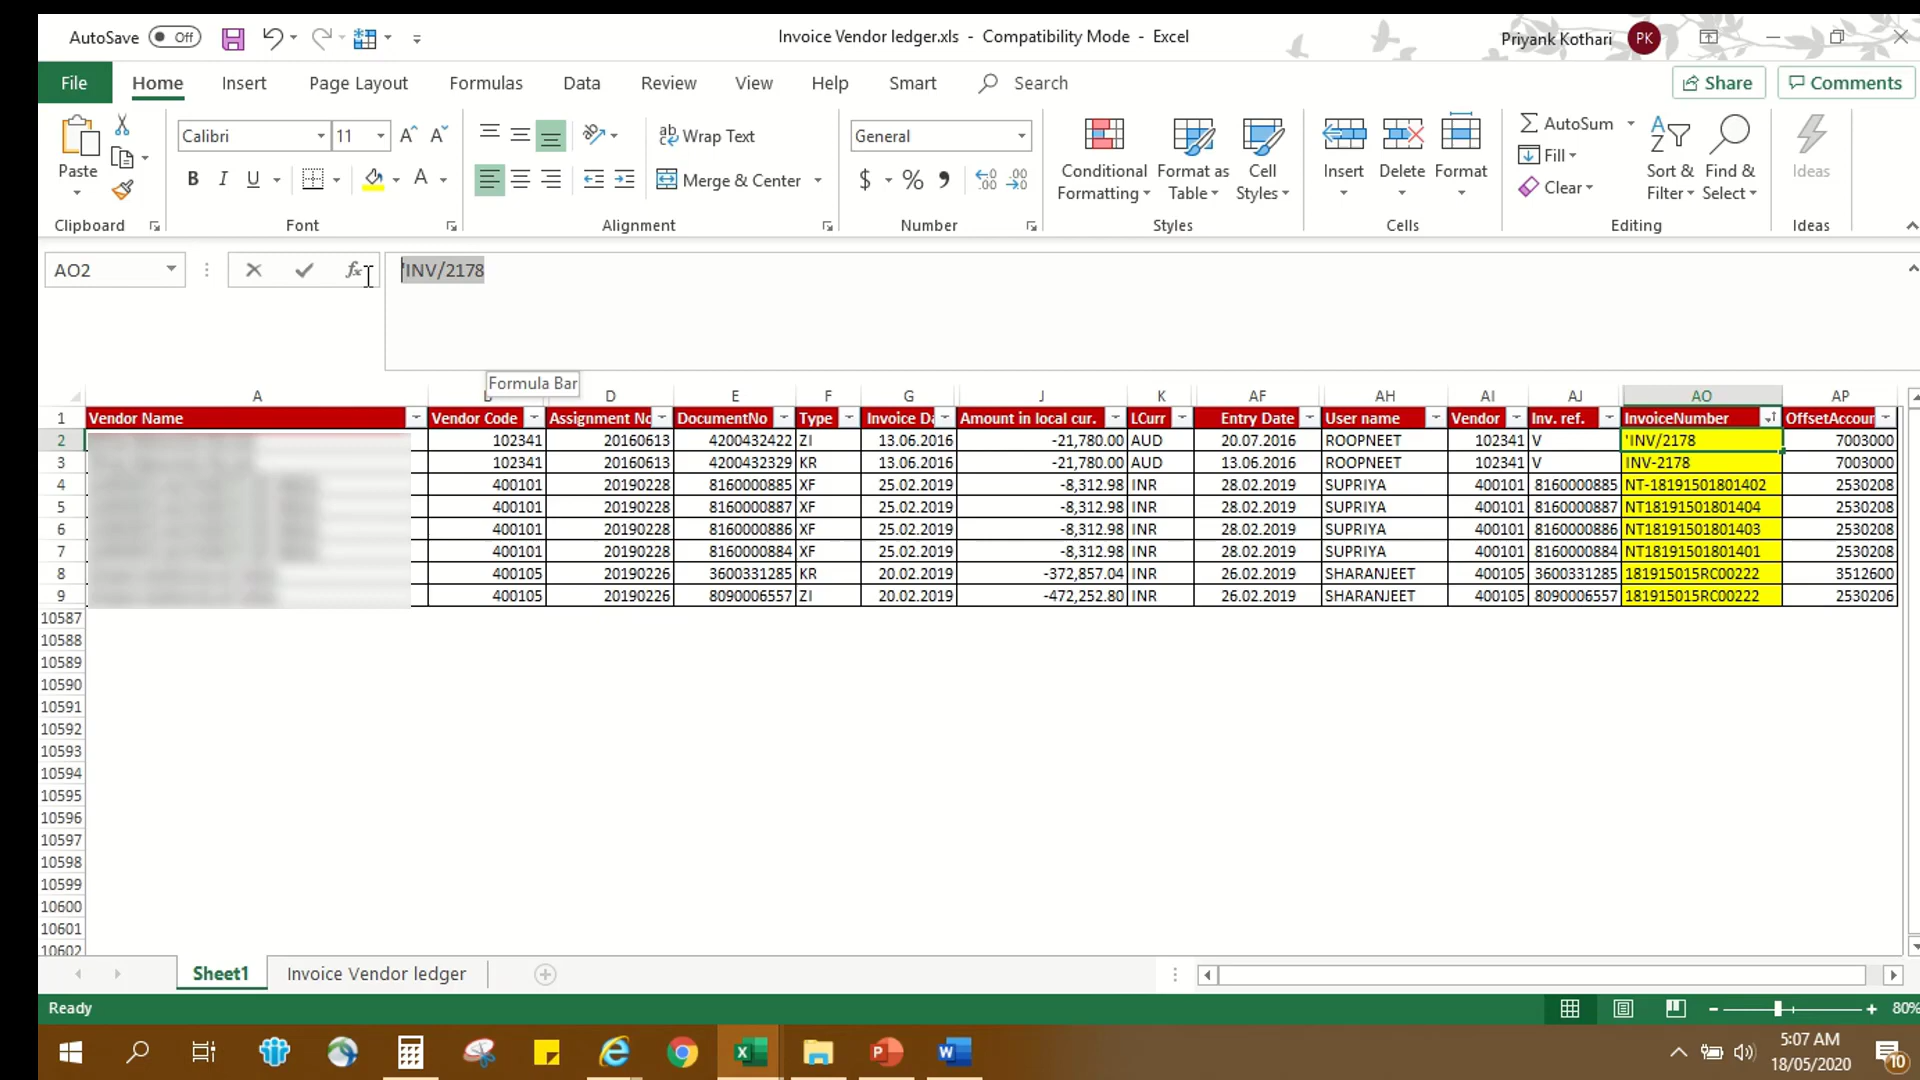 AutoSave Off Invoice Vendor ledger.xls - Compatibility Mode - Excel Priyank Kothari PK
File Home Insert Page Layout Formulas Data Review View Help Smart Search Share Comments
Calibri 11 Wrap Text General AutoSum
Paste Conditional Format as Cell Insert Delete Format Fill Sort & Find & Ideas
B I U A Merge & Center $ % Formatting Table Styles Clear Filter Select
Clipboard Font Alignment Number Styles Cells Editing Ideas
AO2 fx 'INV/2178
Formula Bar
A D E F G J K AF AH AI AJ AO AP
1 Vendor Name Vendor Code Assignment Nc DocumentNo Type Invoice Da Amount in local cur. LCurr Entry Date User name Vendor Inv. ref. InvoiceNumber OffsetAccour
2 102341 20160613 4200432422 ZI 13.06.2016 -21,780.00 AUD 20.07.2016 ROOPNEET 102341 V 'INV/2178 7003000
3 102341 20160613 4200432329 KR 13.06.2016 -21,780.00 AUD 13.06.2016 ROOPNEET 102341 V INV-2178 7003000
4 400101 20190228 8160000885 XF 25.02.2019 -8,312.98 INR 28.02.2019 SUPRIYA 400101 8160000885 NT-18191501801402 2530208
5 400101 20190228 8160000887 XF 25.02.2019 -8,312.98 INR 28.02.2019 SUPRIYA 400101 8160000887 NT18191501801404 2530208
6 400101 20190228 8160000886 XF 25.02.2019 -8,312.98 INR 28.02.2019 SUPRIYA 400101 8160000886 NT18191501801403 2530208
7 400101 20190228 8160000884 XF 25.02.2019 -8,312.98 INR 28.02.2019 SUPRIYA 400101 8160000884 NT18191501801401 2530208
8 400105 20190226 3600331285 KR 20.02.2019 -372,857.04 INR 26.02.2019 SHARANJEET 400105 3600331285 181915015RC00222 3512600
9 400105 20190226 8090006557 ZI 20.02.2019 -472,252.80 INR 26.02.2019 SHARANJEET 400105 8090006557 181915015RC00222 2530206
10587
10588
10589
10590
10591
10592
10593
10594
10595
10596
10597
10598
10599
10600
10601
10602
Sheet1 Invoice Vendor ledger
Ready 80%
5:07 AM
18/05/2020 10